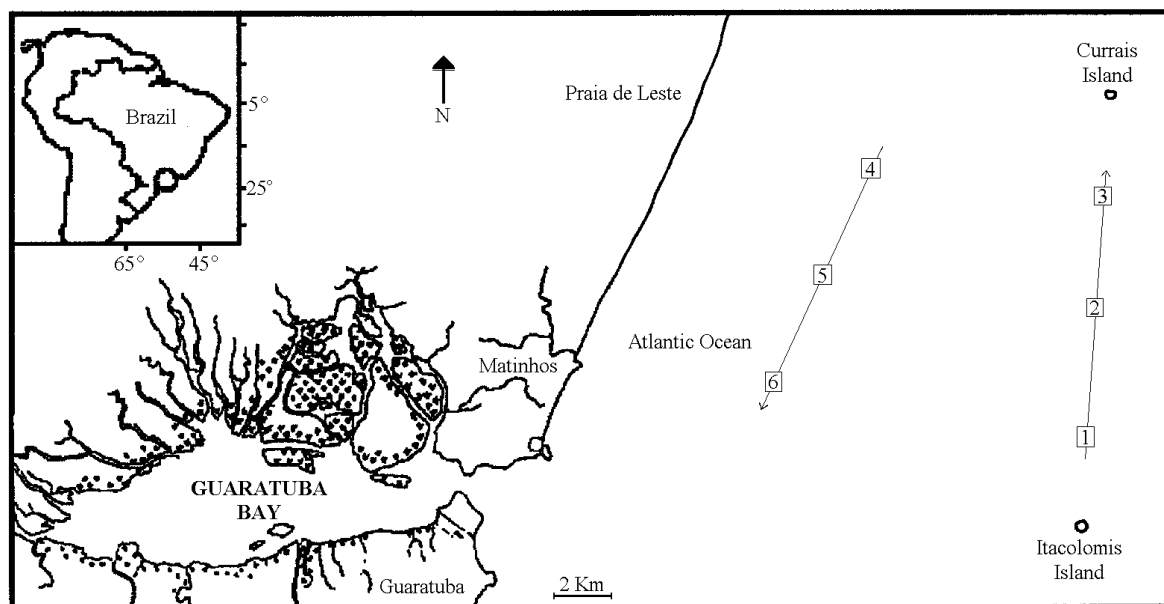 Currais
Island
Praia de Leste
N
Brazil
5°
25°
65°
45°
4
3
5
2
Atlantic Ocean
Matinhos
6
1
GUARATUBA
BAY
Itacolomis
Island
Guaratuba
2 Km